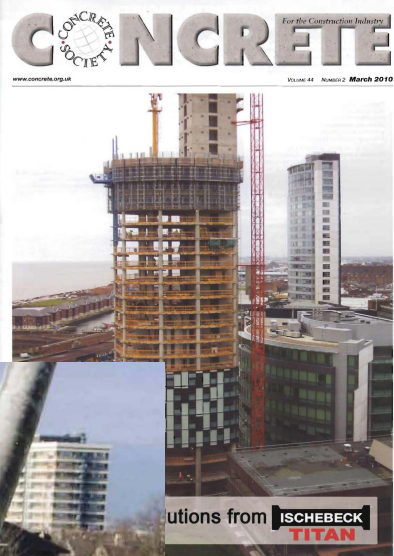 CONCRETE
For the Construction Industry
CONCRETE SOCIETY
www.concrete.org.uk
VOLUME 44 NUMBER 2 March 2010
utions from ISCHEBECK
TITAN